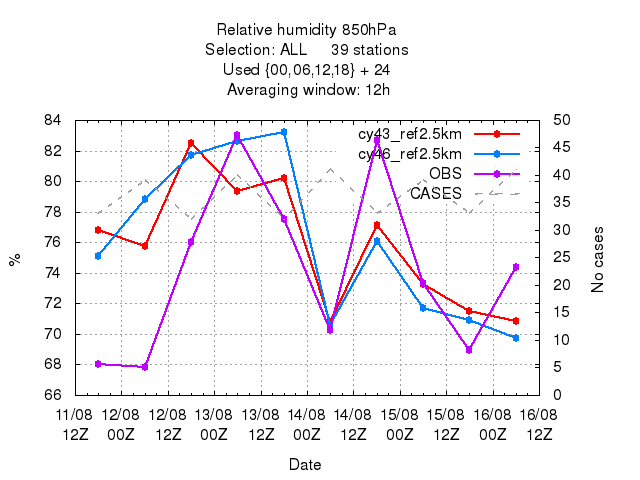 Relative humidity 850hPa
Selection: ALL 39 stations
Used {00,06,12,18} + 24
Averaging window: 12h
cy43_ref2.5km
cy46_ref2.5km
OBS
CASES
84
82
80
78
76
74
72
70
68
66
%
50
45
40
35
30
25
20
15
10
5
0
No cases
11/08 12/08 12/08 13/08 13/08 14/08 14/08 15/08 15/08 16/08 16/08
12Z 00Z 12Z 00Z 12Z 00Z 12Z 00Z 12Z 00Z 12Z
Date